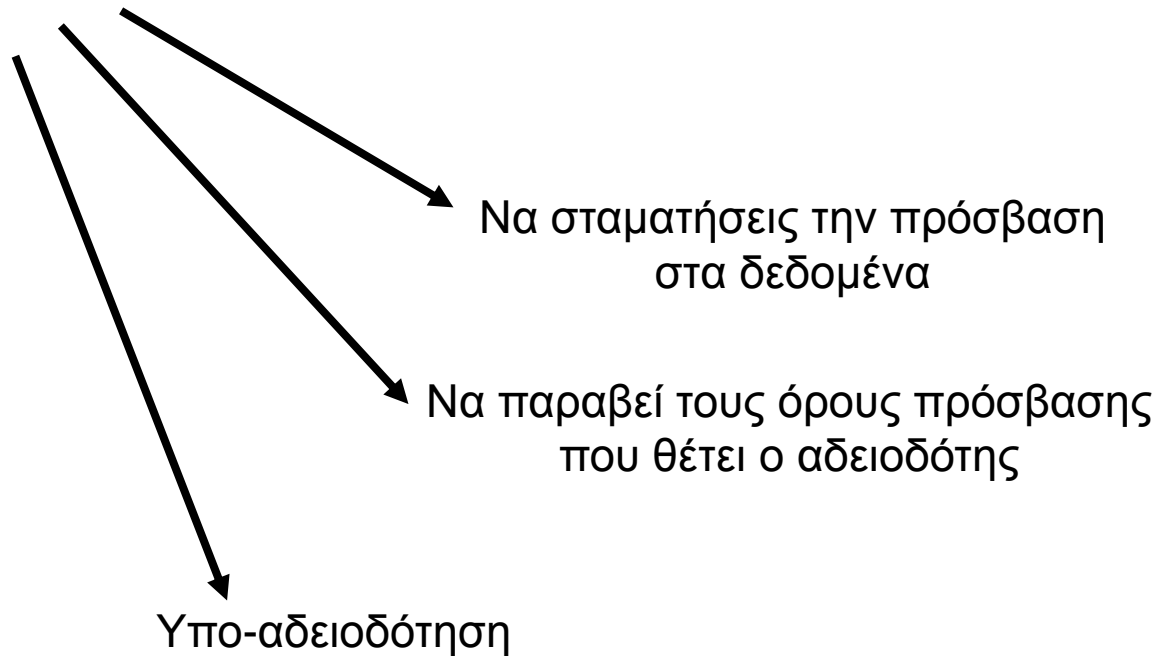 Να σταματήσεις την πρόσβαση
στα δεδομένα
Να παραβεί τους όρους πρόσβασης
που θέτει ο αδειοδότης
Υπο-αδειοδότηση